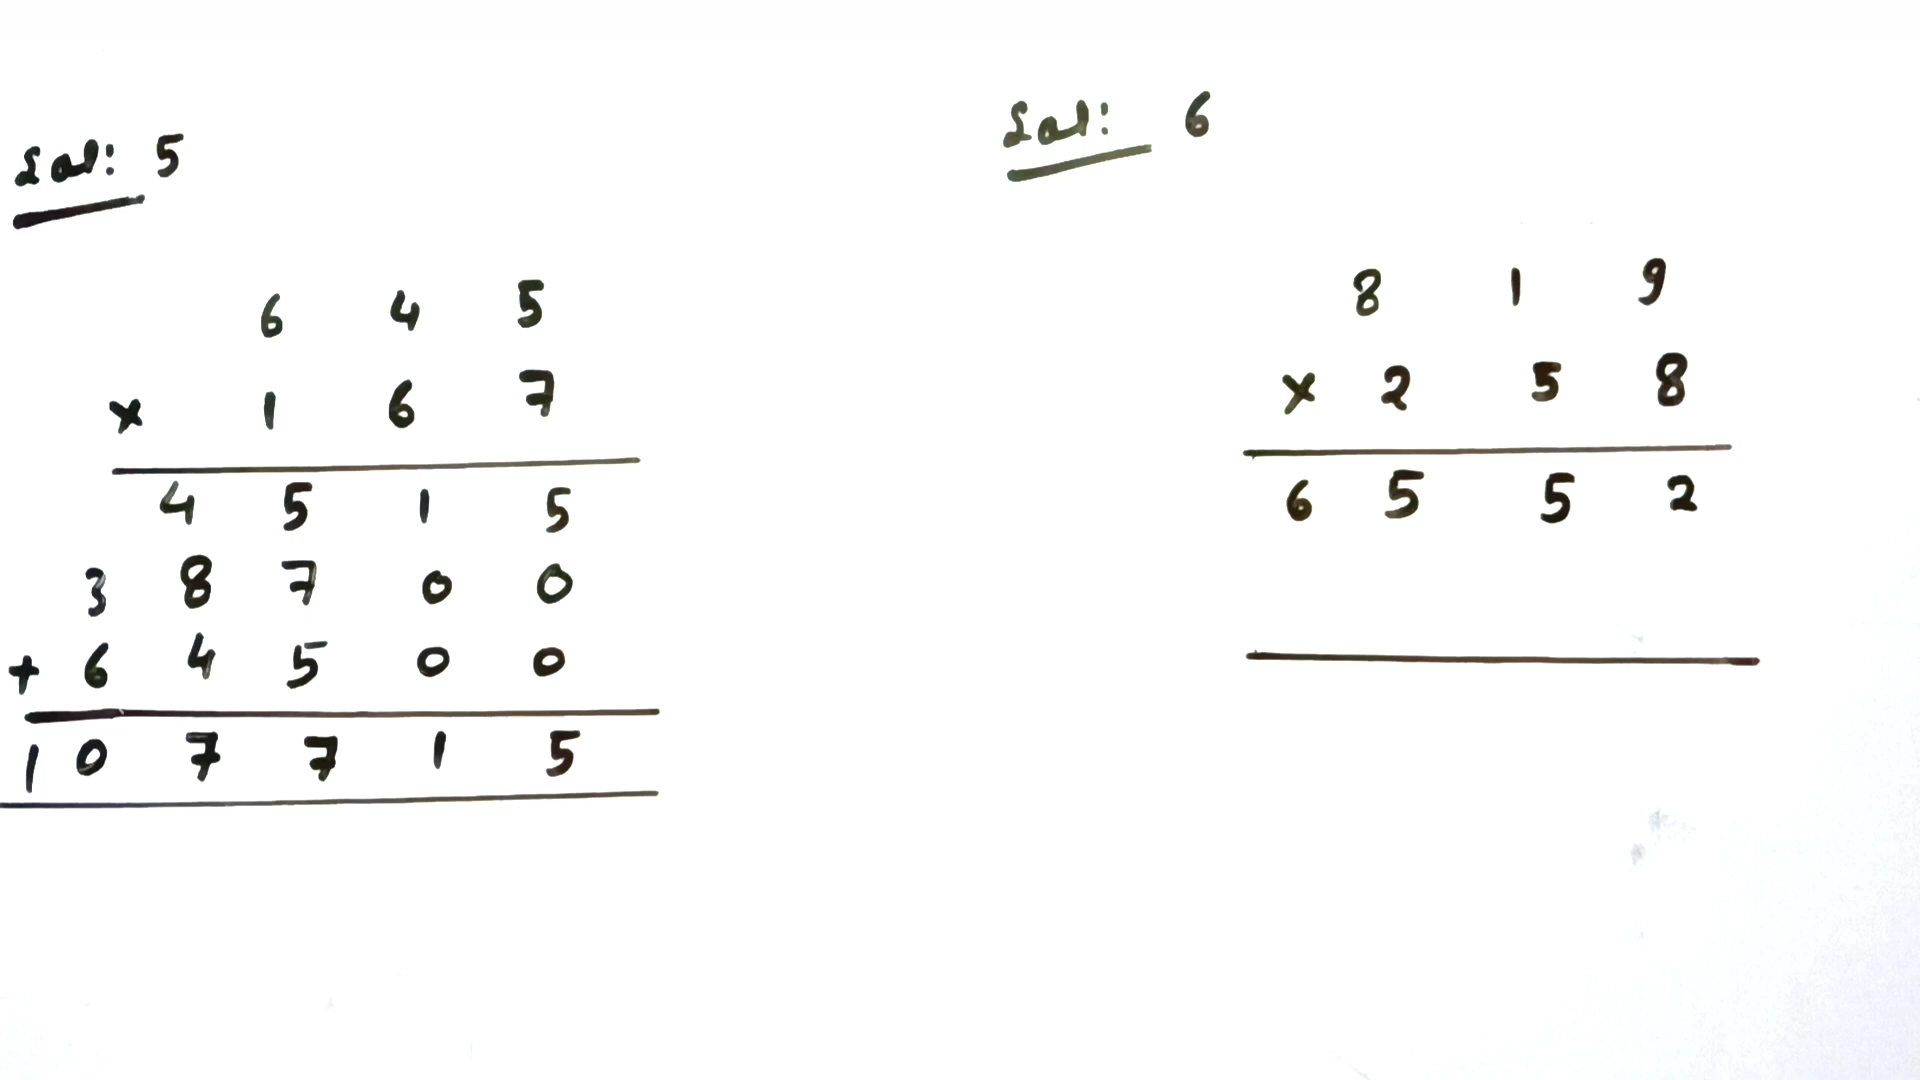 Sol: 5
6 4 5
x 1 6 7
4 5 1 5
3 8 7 0 0
+ 6 4 5 0 0
1 0 7 7 1 5
Sol: 6
8 1 9
x 2 5 8
6 5 5 2